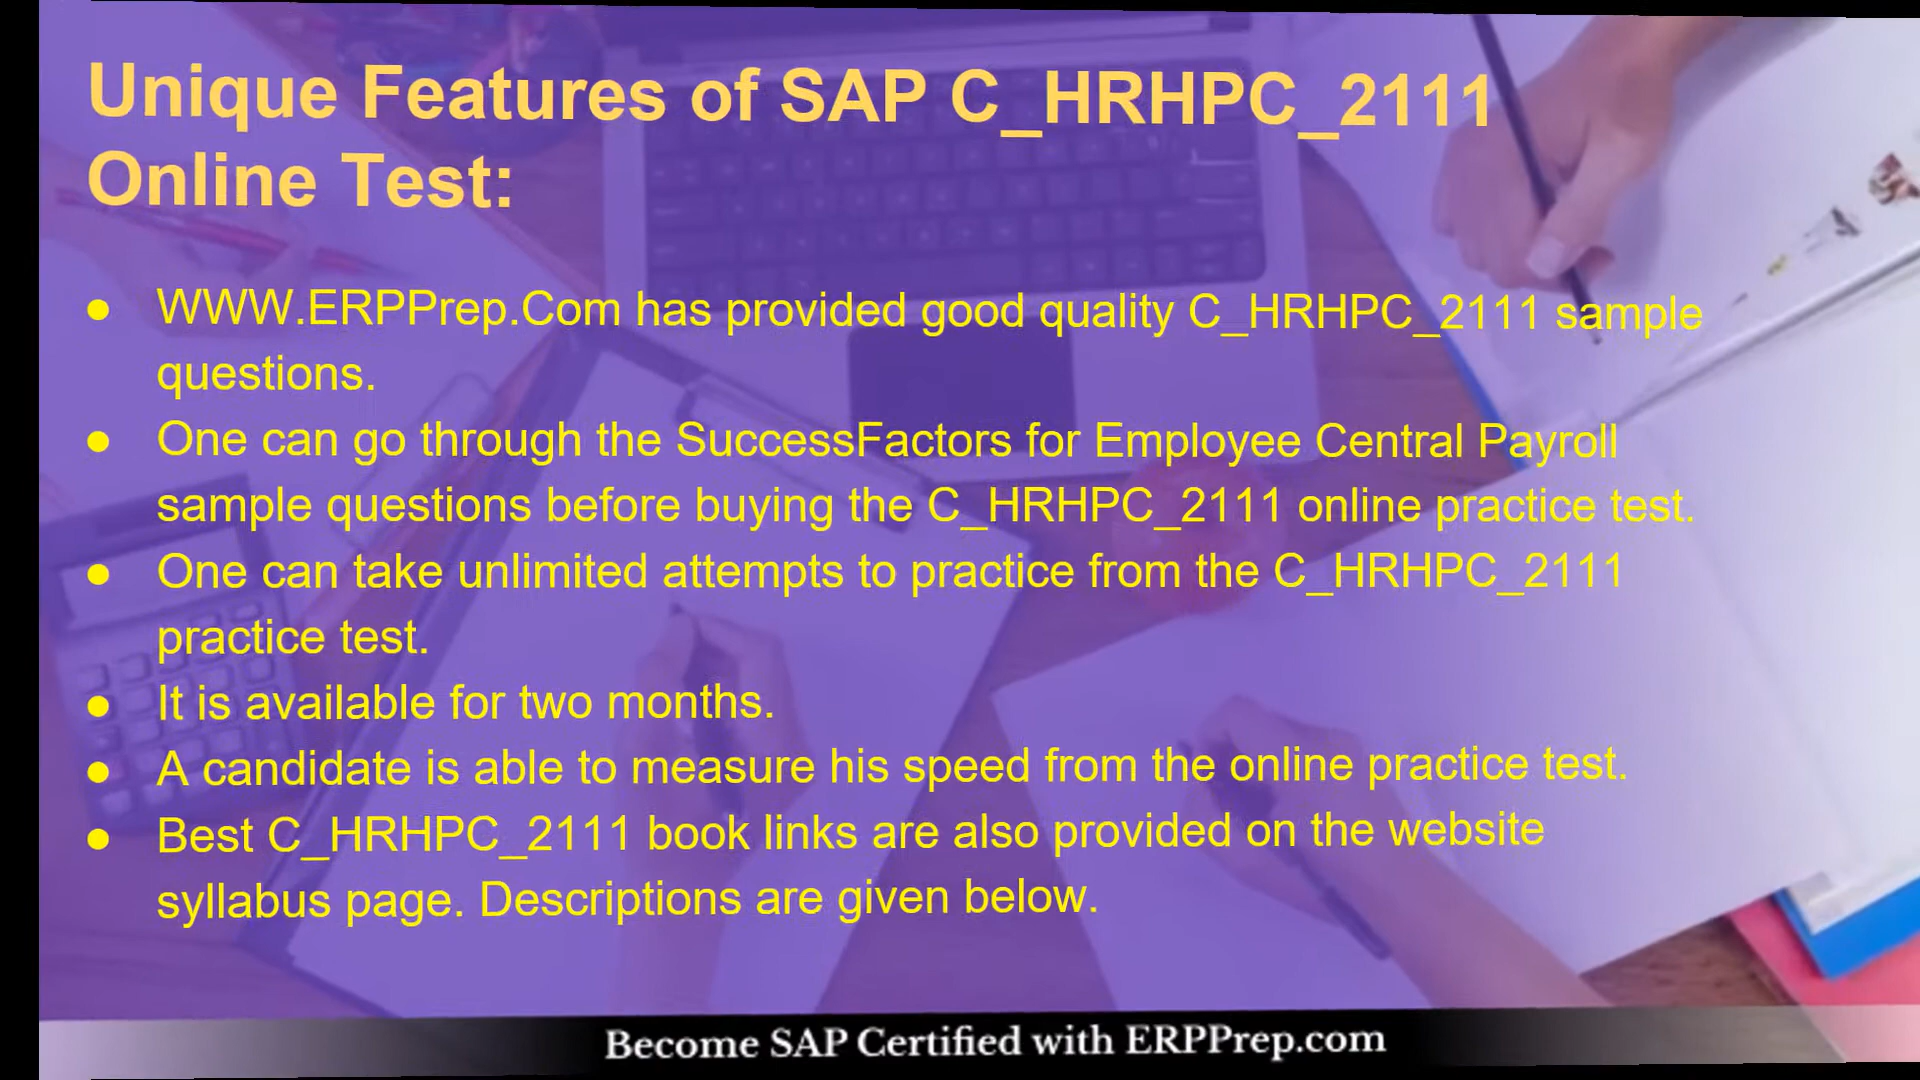 Unique Features of SAP C_HRHPC_2111
Online Test:
● WWW.ERPPrep.Com has provided good quality C_HRHPC_2111 sample
questions.
● One can go through the SuccessFactors for Employee Central Payroll
sample questions before buying the C_HRHPC_2111 online practice test.
● One can take unlimited attempts to practice from the C_HRHPC_2111
practice test.
● It is available for two months.
● A candidate is able to measure his speed from the online practice test.
● Best C_HRHPC_2111 book links are also provided on the website
syllabus page. Descriptions are given below.
Become SAP Certified with ERPPrep.com